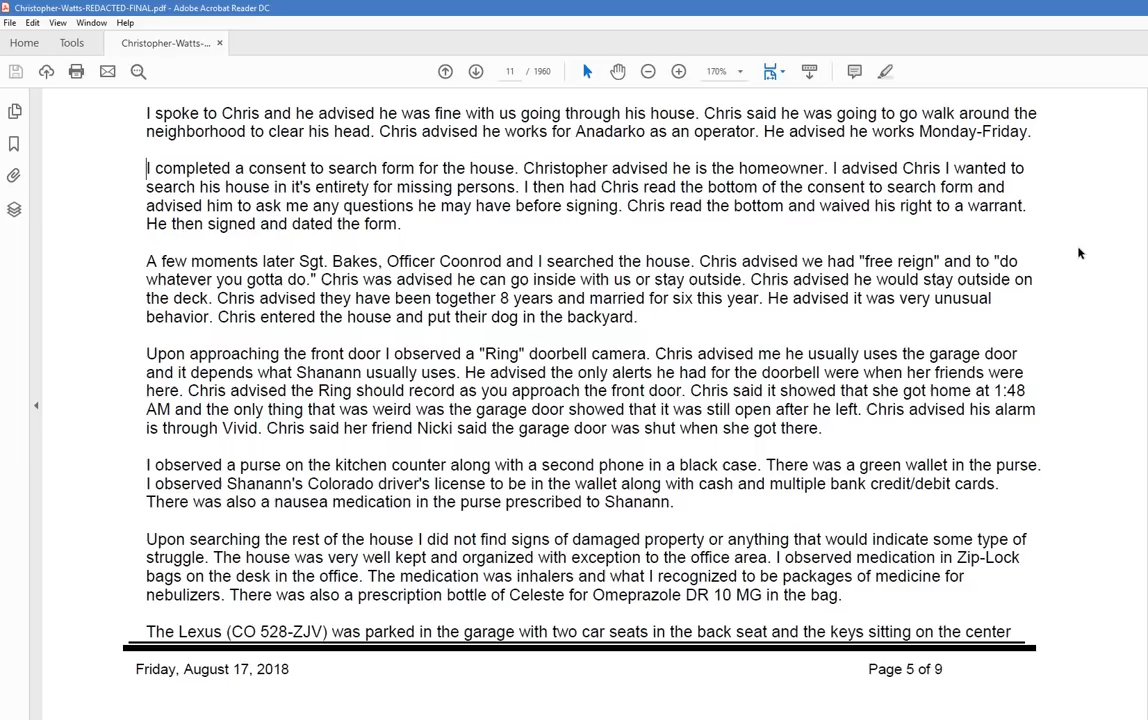 Christopher-Watts-REDACTED-FINAL.pdf - Adobe Acrobat Reader DC
File Edit View Window Help
Home Tools Christopher-Watts-... ×
11 / 1960 170%
I spoke to Chris and he advised he was fine with us going through his house. Chris said he was going to go walk around the
neighborhood to clear his head. Chris advised he works for Anadarko as an operator. He advised he works Monday-Friday.
I completed a consent to search form for the house. Christopher advised he is the homeowner. I advised Chris I wanted to
search his house in it's entirety for missing persons. I then had Chris read the bottom of the consent to search form and
advised him to ask me any questions he may have before signing. Chris read the bottom and waived his right to a warrant.
He then signed and dated the form.
A few moments later Sgt. Bakes, Officer Coonrod and I searched the house. Chris advised we had "free reign" and to "do
whatever you gotta do." Chris was advised he can go inside with us or stay outside. Chris advised he would stay outside on
the deck. Chris advised they have been together 8 years and married for six this year. He advised it was very unusual
behavior. Chris entered the house and put their dog in the backyard.
Upon approaching the front door I observed a "Ring" doorbell camera. Chris advised me he usually uses the garage door
and it depends what Shanann usually uses. He advised the only alerts he had for the doorbell were when her friends were
here. Chris advised the Ring should record as you approach the front door. Chris said it showed that she got home at 1:48
AM and the only thing that was weird was the garage door showed that it was still open after he left. Chris advised his alarm
is through Vivid. Chris said her friend Nicki said the garage door was shut when she got there.
I observed a purse on the kitchen counter along with a second phone in a black case. There was a green wallet in the purse.
I observed Shanann's Colorado driver's license to be in the wallet along with cash and multiple bank credit/debit cards.
There was also a nausea medication in the purse prescribed to Shanann.
Upon searching the rest of the house I did not find signs of damaged property or anything that would indicate some type of
struggle. The house was very well kept and organized with exception to the office area. I observed medication in Zip-Lock
bags on the desk in the office. The medication was inhalers and what I recognized to be packages of medicine for
nebulizers. There was also a prescription bottle of Celeste for Omeprazole DR 10 MG in the bag.
The Lexus (CO 528-ZJV) was parked in the garage with two car seats in the back seat and the keys sitting on the center
Friday, August 17, 2018 Page 5 of 9